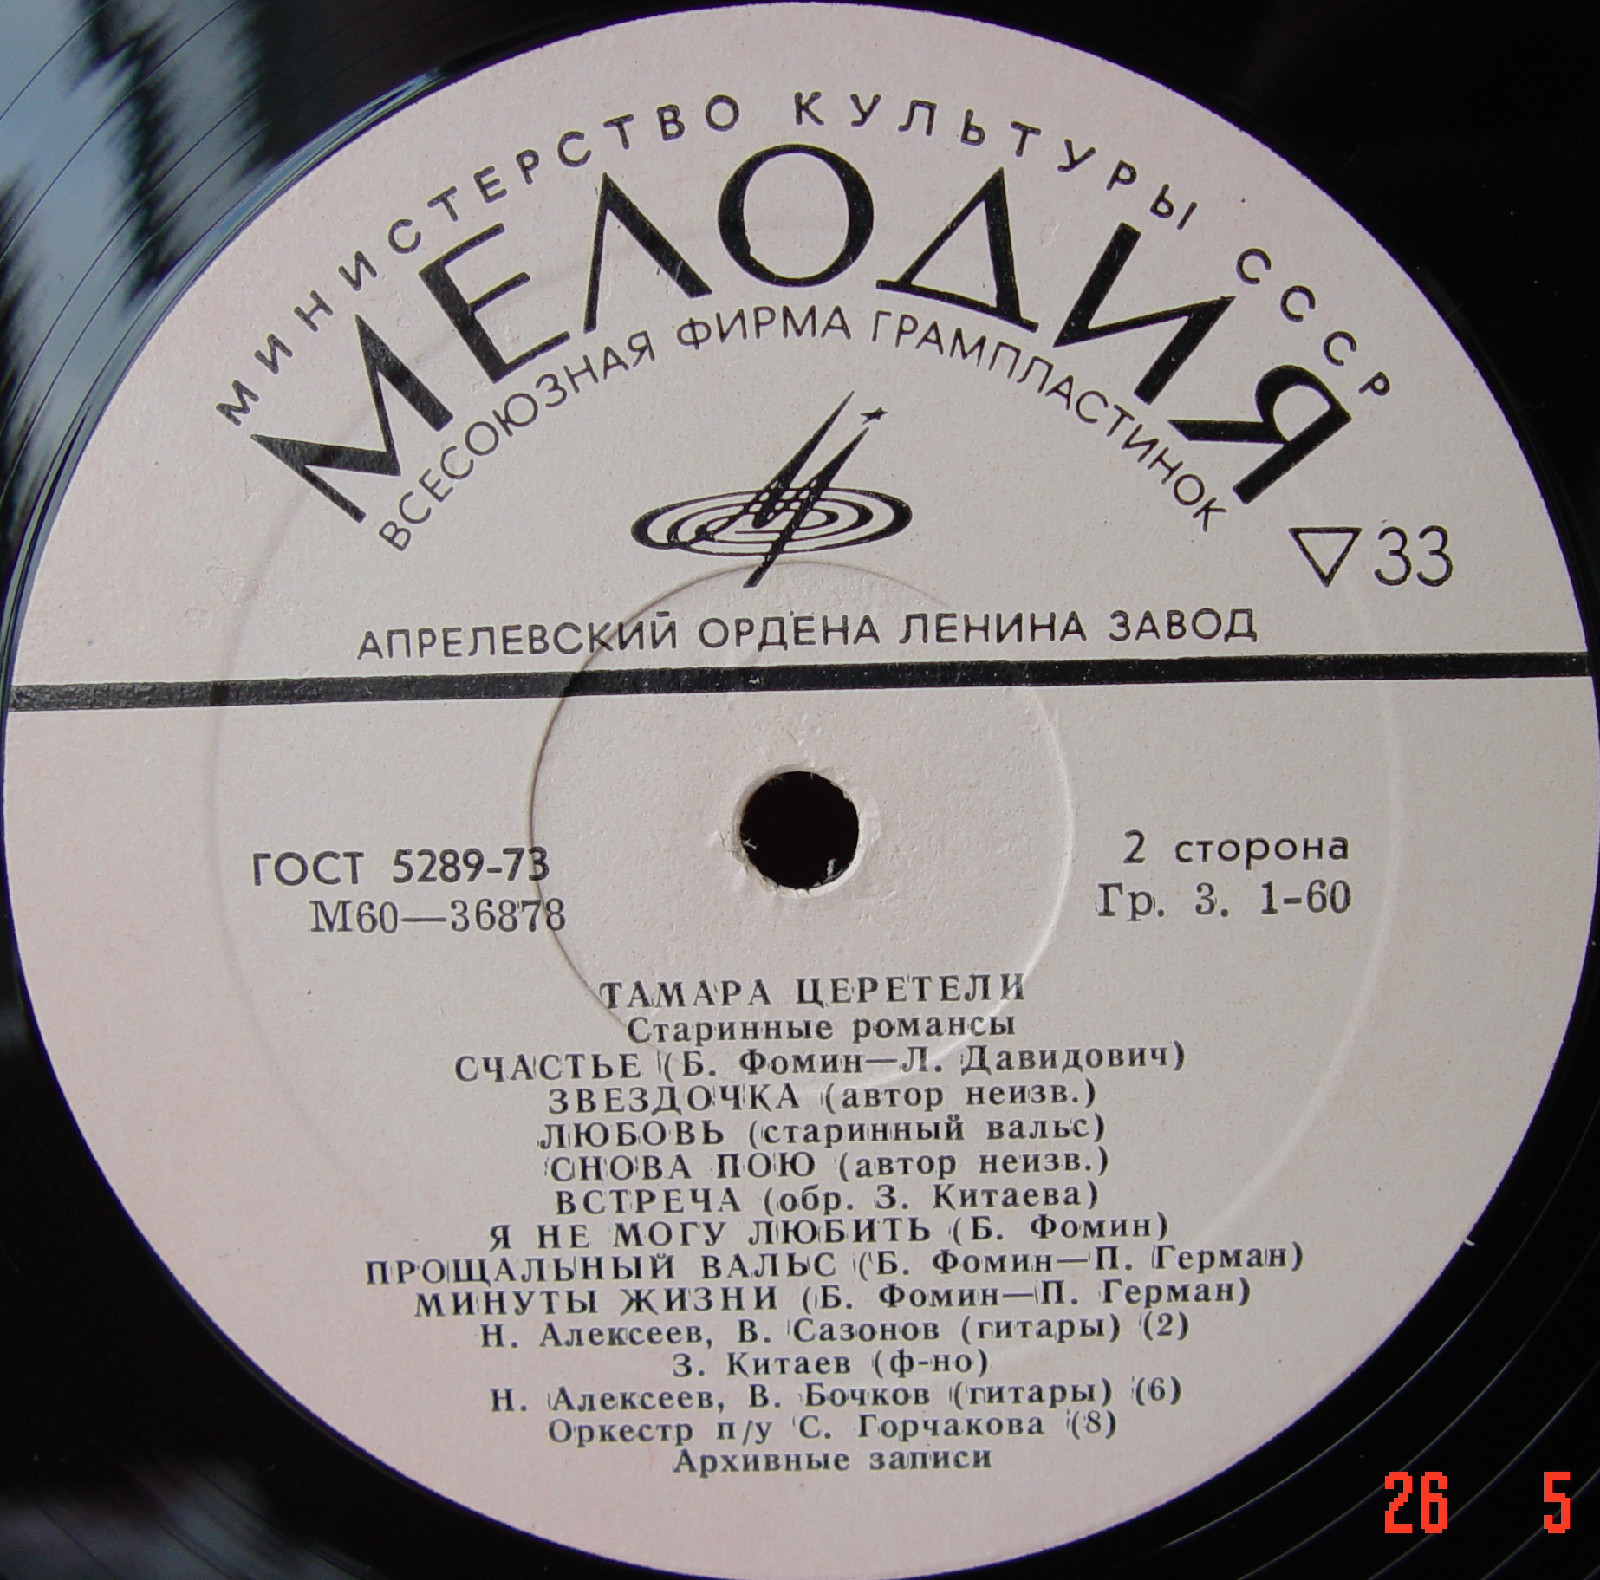 МИНИСТЕРСТВО КУЛЬТУРЫ СССР
МЕЛОДИЯ
ВСЕСОЮЗНАЯ ФИРМА ГРАМПЛАСТИНОК
33
АПРЕЛЕВСКИЙ ОРДЕНА ЛЕНИНА ЗАВОД
ГОСТ 5289-73
М60—36878
2 сторона
Гр. 3. 1-60
ТАМАРА ЦЕРЕТЕЛИ
Старинные романсы
СЧАСТЬЕ (Б. Фомин—Л. Давидович)
ЗВЕЗДОЧКА (автор неизв.)
ЛЮБОВЬ (старинный вальс)
СНОВА ПОЮ (автор неизв.)
ВСТРЕЧА (обр. З. Китаева)
Я НЕ МОГУ ЛЮБИТЬ (Б. Фомин)
ПРОЩАЛЬНЫЙ ВАЛЬС (Б. Фомин—П. Герман)
МИНУТЫ ЖИЗНИ (Б. Фомин—П. Герман)
Н. Алексеев, В. Сазонов (гитары) (2)
З. Китаев (ф-но)
Н. Алексеев, В. Бочков (гитары) (6)
Оркестр п/у С. Горчакова (8)
Архивные записи
26 5